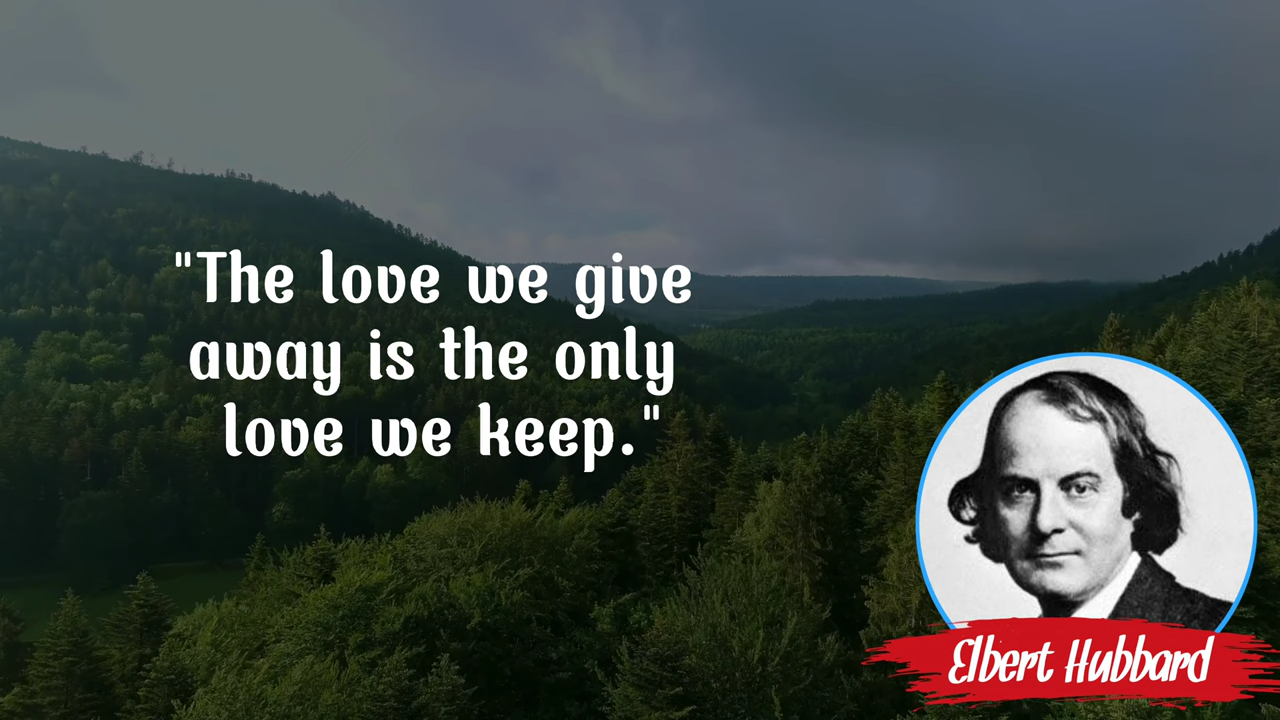 "The love we give
away is the only
love we keep."
Elbert Hubbard